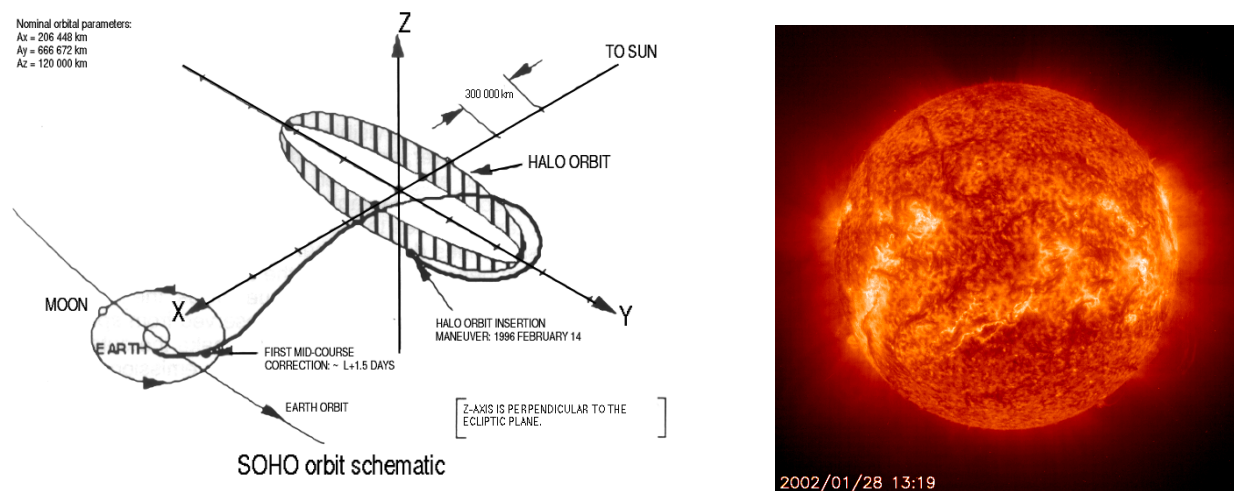 Nominal orbital parameters:
Ax = 206 448 km
Ay = 666 672 km
Az = 120 000 km
Z
TO SUN
300 000 km
HALO ORBIT
MOON
X
Y
EARTH
HALO ORBIT INSERTION
MANEUVER: 1996 FEBRUARY 14
FIRST MID-COURSE
CORRECTION: ~ L+1.5 DAYS
EARTH ORBIT
Z-AXIS IS PERPENDICULAR TO THE
ECLIPTIC PLANE.
SOHO orbit schematic
2002/01/28 13:19